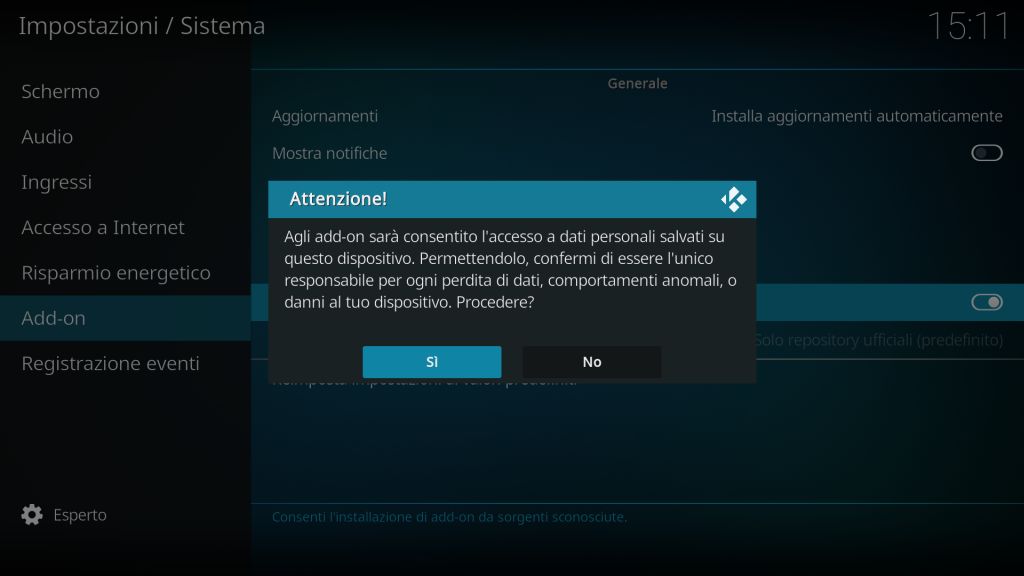 Impostazioni / Sistema
15:11
Schermo
Audio
Ingressi
Accesso a Internet
Risparmio energetico
Add-on
Registrazione eventi
Esperto
Generale
Aggiornamenti
Installa aggiornamenti automaticamente
Mostra notifiche
Attenzione!
Agli add-on sarà consentito l'accesso a dati personali salvati su
questo dispositivo. Permettendolo, confermi di essere l'unico
responsabile per ogni perdita di dati, comportamenti anomali, o
danni al tuo dispositivo. Procedere?
Sì
No
Solo repository ufficiali (predefinito)
Consenti l'installazione di add-on da sorgenti sconosciute.